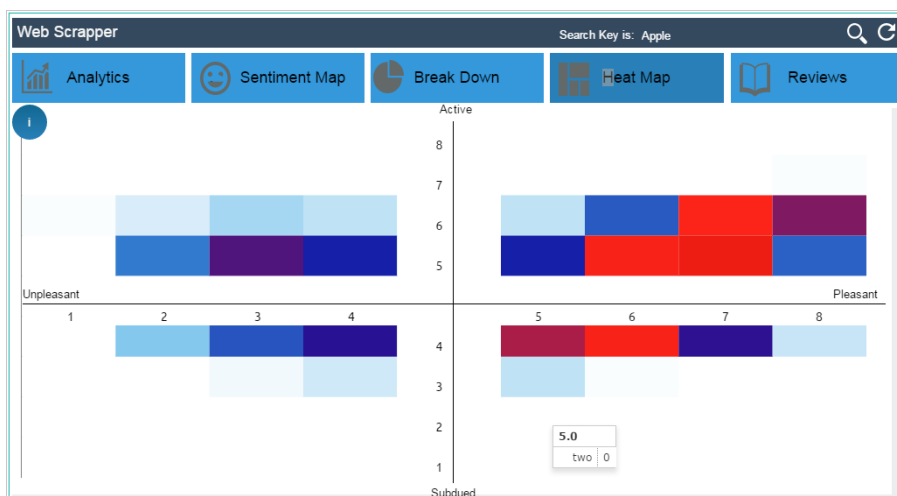 Web Scrapper
Search Key is: Apple
Analytics
Sentiment Map
Break Down
Heat Map
Reviews
i
Active
8
7
6
5
Unpleasant
Pleasant
1 2 3 4 5 6 7 8
4
3
2
1
5.0
two 0
Subdued